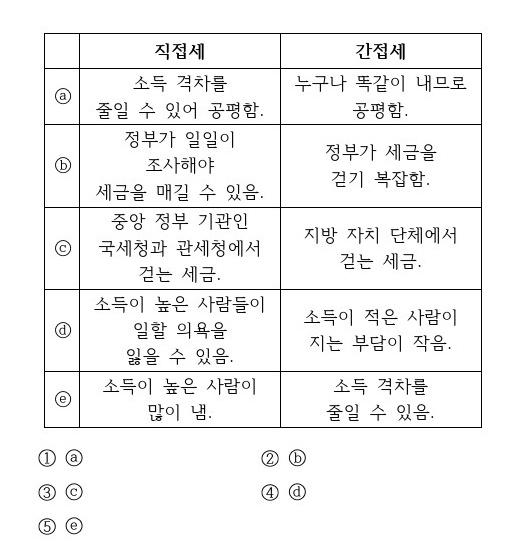 직접세 간접세
ⓐ 소득 격차를 줄일 수 있어 공평함. 누구나 똑같이 내므로 공평함.
ⓑ 정부가 일일이 조사해야 세금을 매길 수 있음. 정부가 세금을 걷기 복잡함.
ⓒ 중앙 정부 기관인 국세청과 관세청에서 걷는 세금. 지방 자치 단체에서 걷는 세금.
ⓓ 소득이 높은 사람들이 일할 의욕을 잃을 수 있음. 소득이 적은 사람이 지는 부담이 작음.
ⓔ 소득이 높은 사람이 많이 냄. 소득 격차를 줄일 수 있음.
① ⓐ ② ⓑ
③ ⓒ ④ ⓓ
⑤ ⓔ